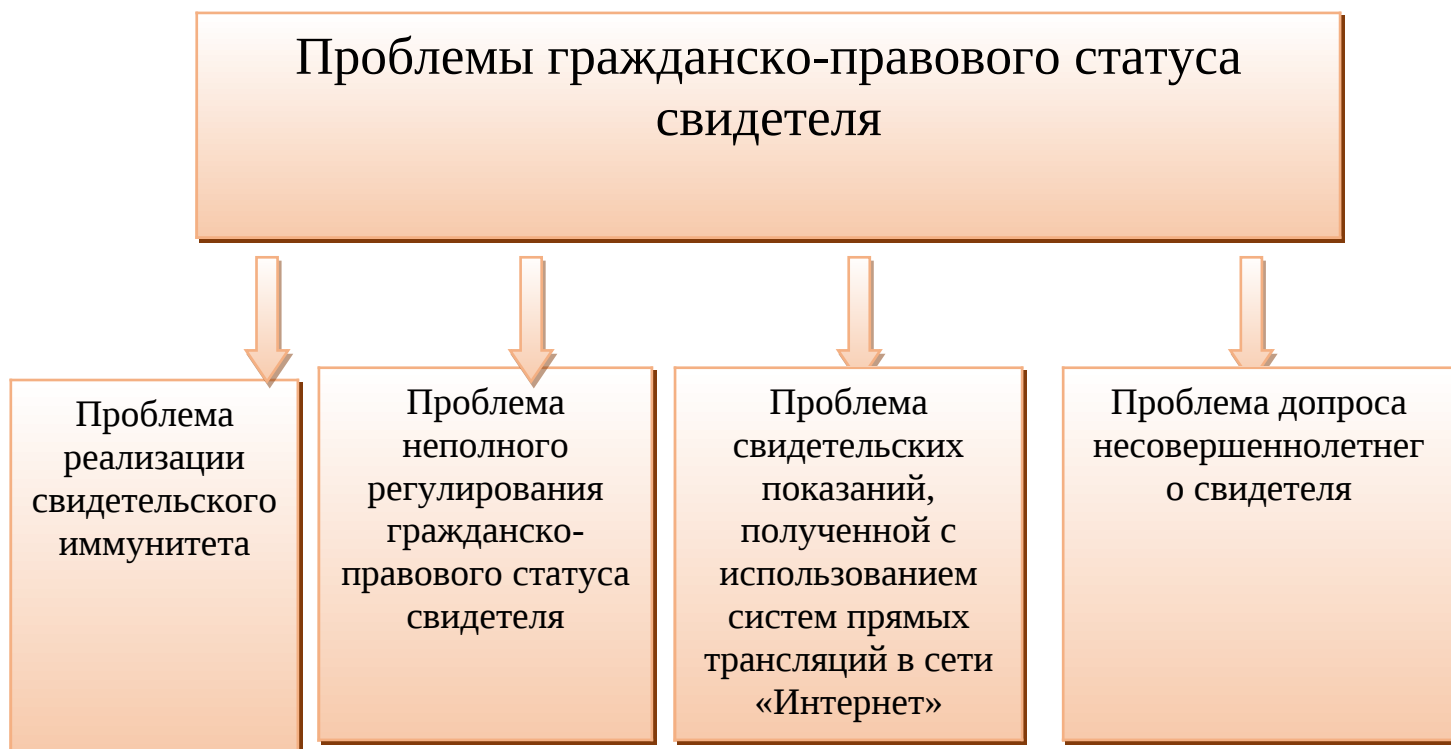 Проблемы гражданско-правового статуса
свидетеля
Проблема
реализации
свидетельского
иммунитета
Проблема
неполного
регулирования
гражданско-
правового статуса
свидетеля
Проблема
свидетельских
показаний,
полученной с
использованием
систем прямых
трансляций в сети
«Интернет»
Проблема допроса
несовершеннолетнег
о свидетеля